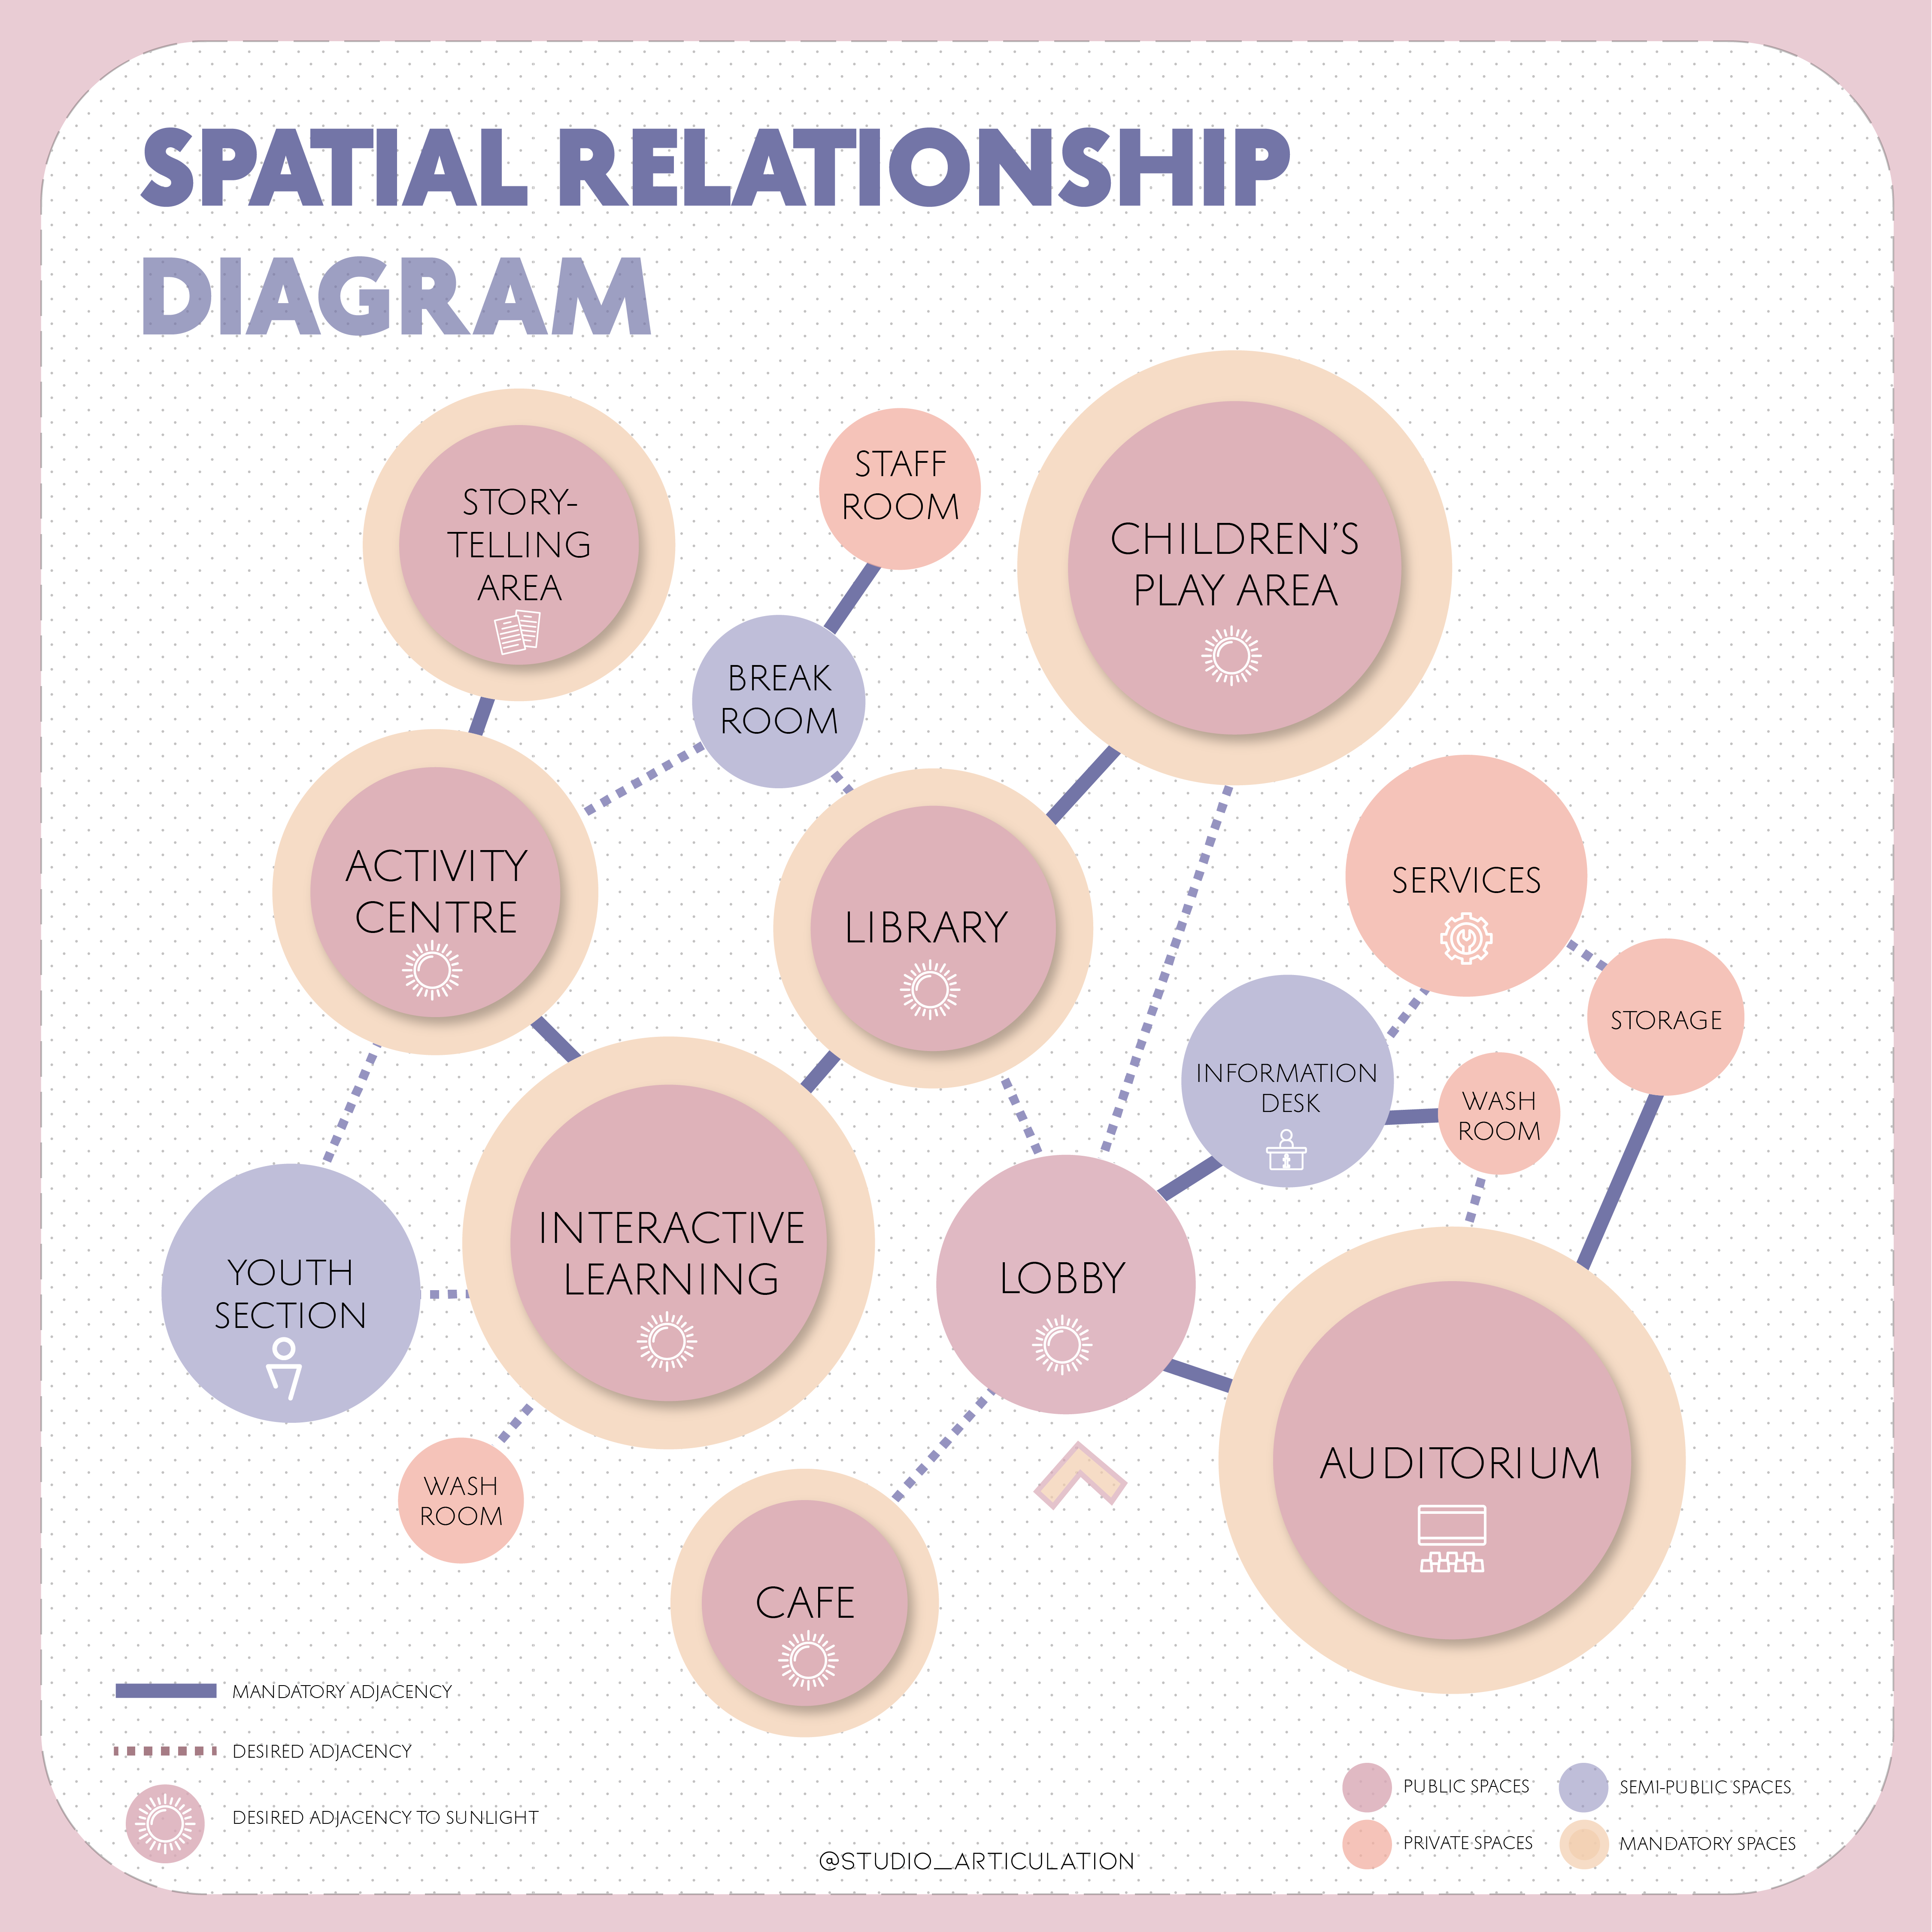 SPATIAL RELATIONSHIP
DIAGRAM
STORY-
TELLING
AREA
STAFF
ROOM
CHILDREN'S
PLAY AREA
BREAK
ROOM
ACTIVITY
CENTRE
LIBRARY
SERVICES
STORAGE
INFORMATION
DESK
WASH
ROOM
YOUTH
SECTION
INTERACTIVE
LEARNING
LOBBY
AUDITORIUM
WASH
ROOM
CAFE
MANDATORY ADJACENCY
DESIRED ADJACENCY
DESIRED ADJACENCY TO SUNLIGHT
PUBLIC SPACES
SEMI-PUBLIC SPACES
PRIVATE SPACES
MANDATORY SPACES
@STUDIO_ARTICULATION